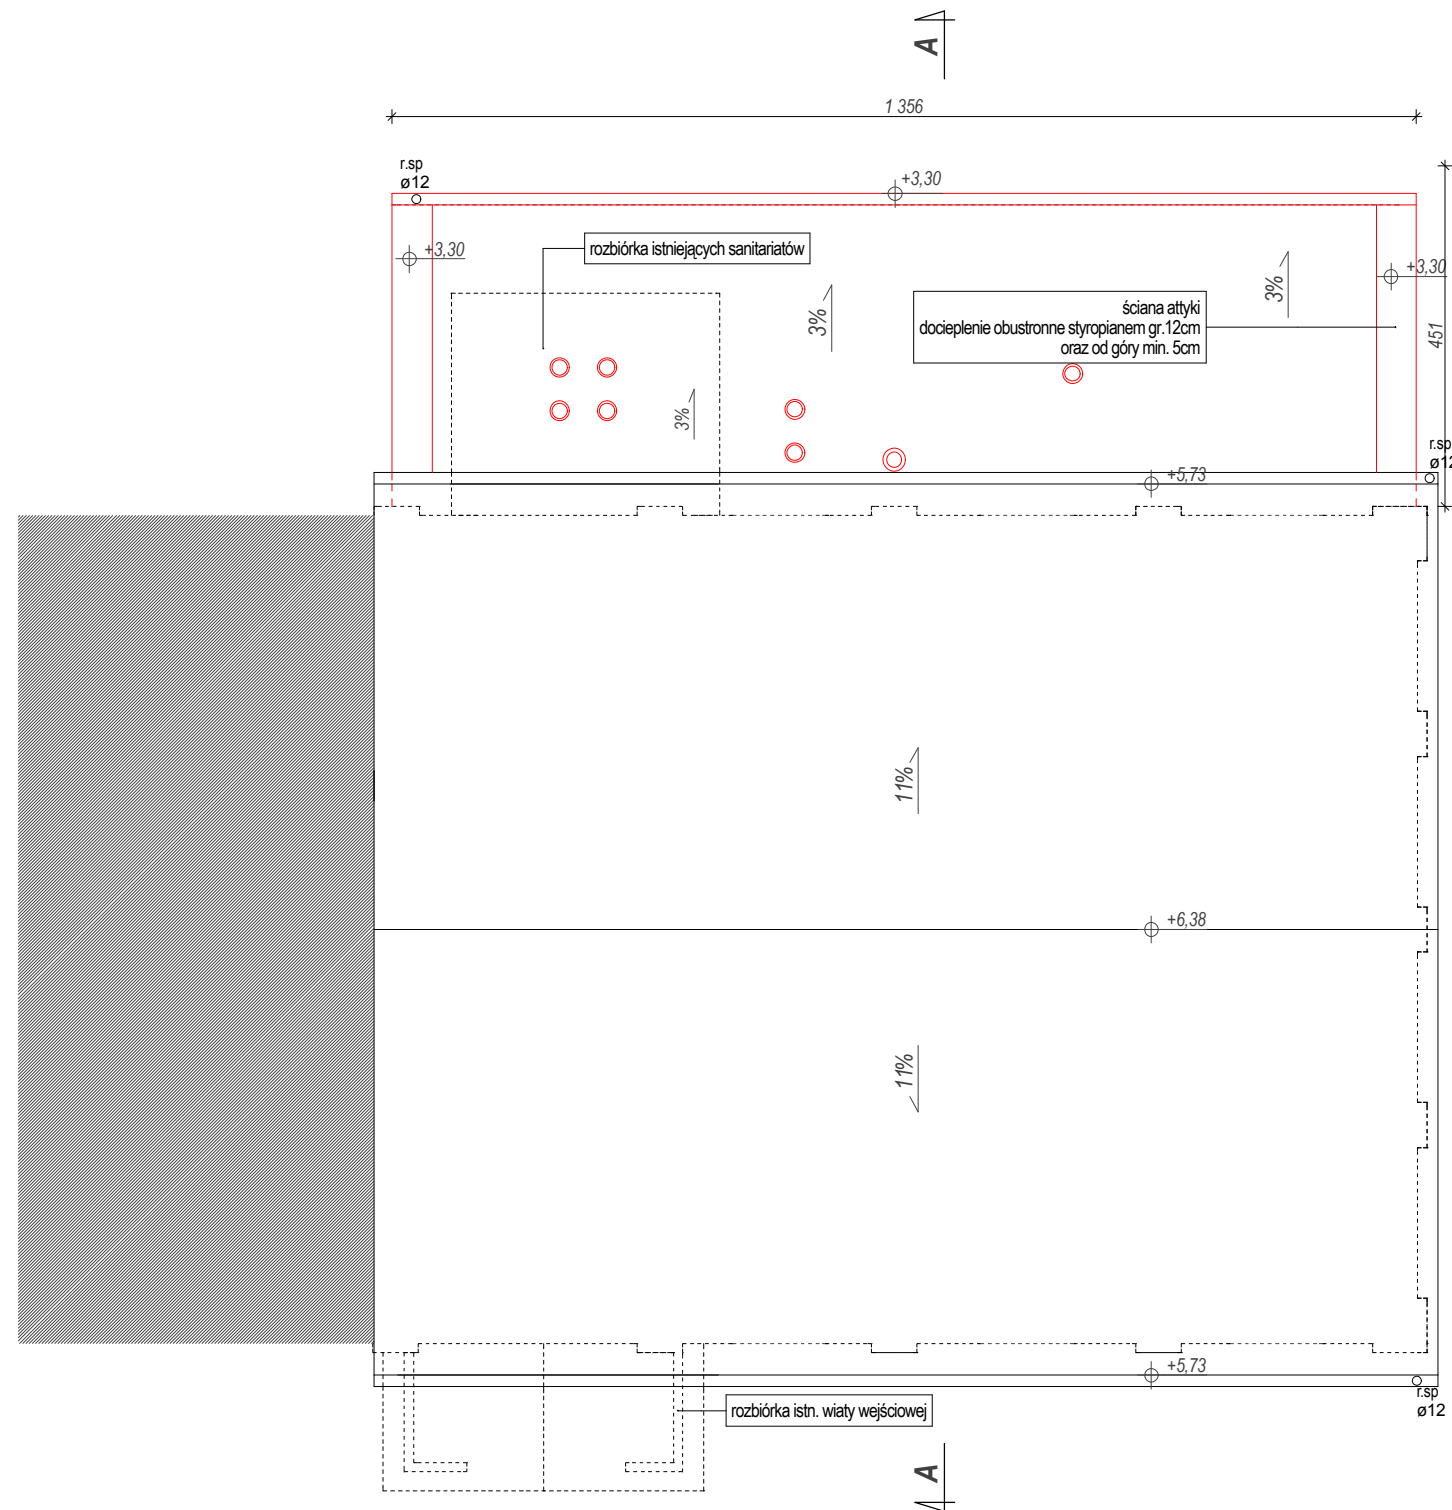 A
1 356
r.sp
ø12
+3,30
+3,30
rozbiórka istniejących sanitariatów
3%
3%
+3,30
ściana attyki
docieplenie obustronne styropianem gr.12cm
oraz od góry min. 5cm
451
3%
r.sp
ø12
+5,73
11%
+6,38
11%
+5,73
r.sp
ø12
rozbiórka istn. wiaty wejściowej
A